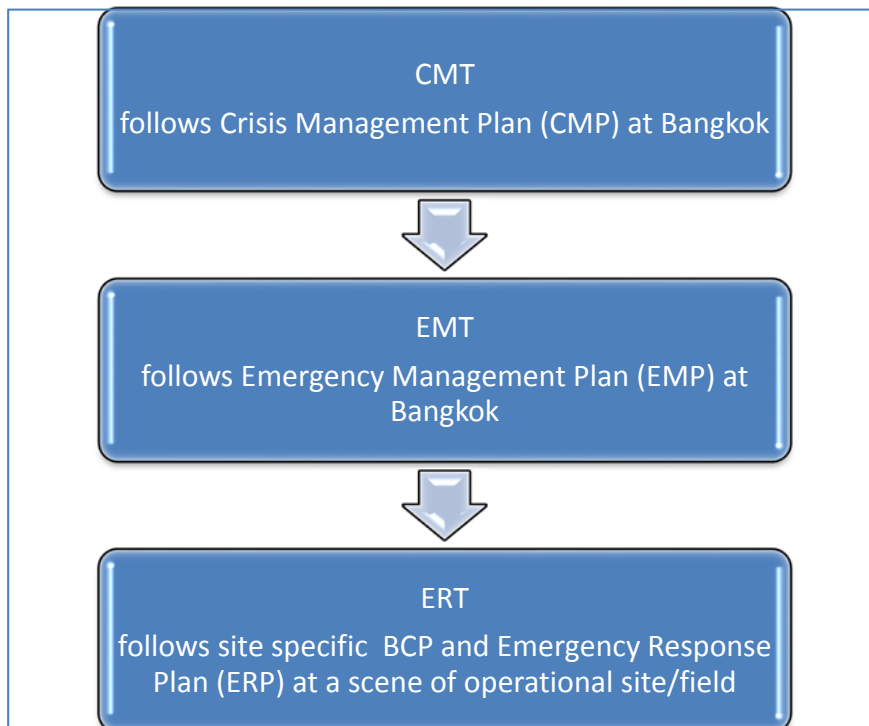 CMT
follows Crisis Management Plan (CMP) at Bangkok
EMT
follows Emergency Management Plan (EMP) at
Bangkok
ERT
follows site specific  BCP and Emergency Response
Plan (ERP) at a scene of operational site/field